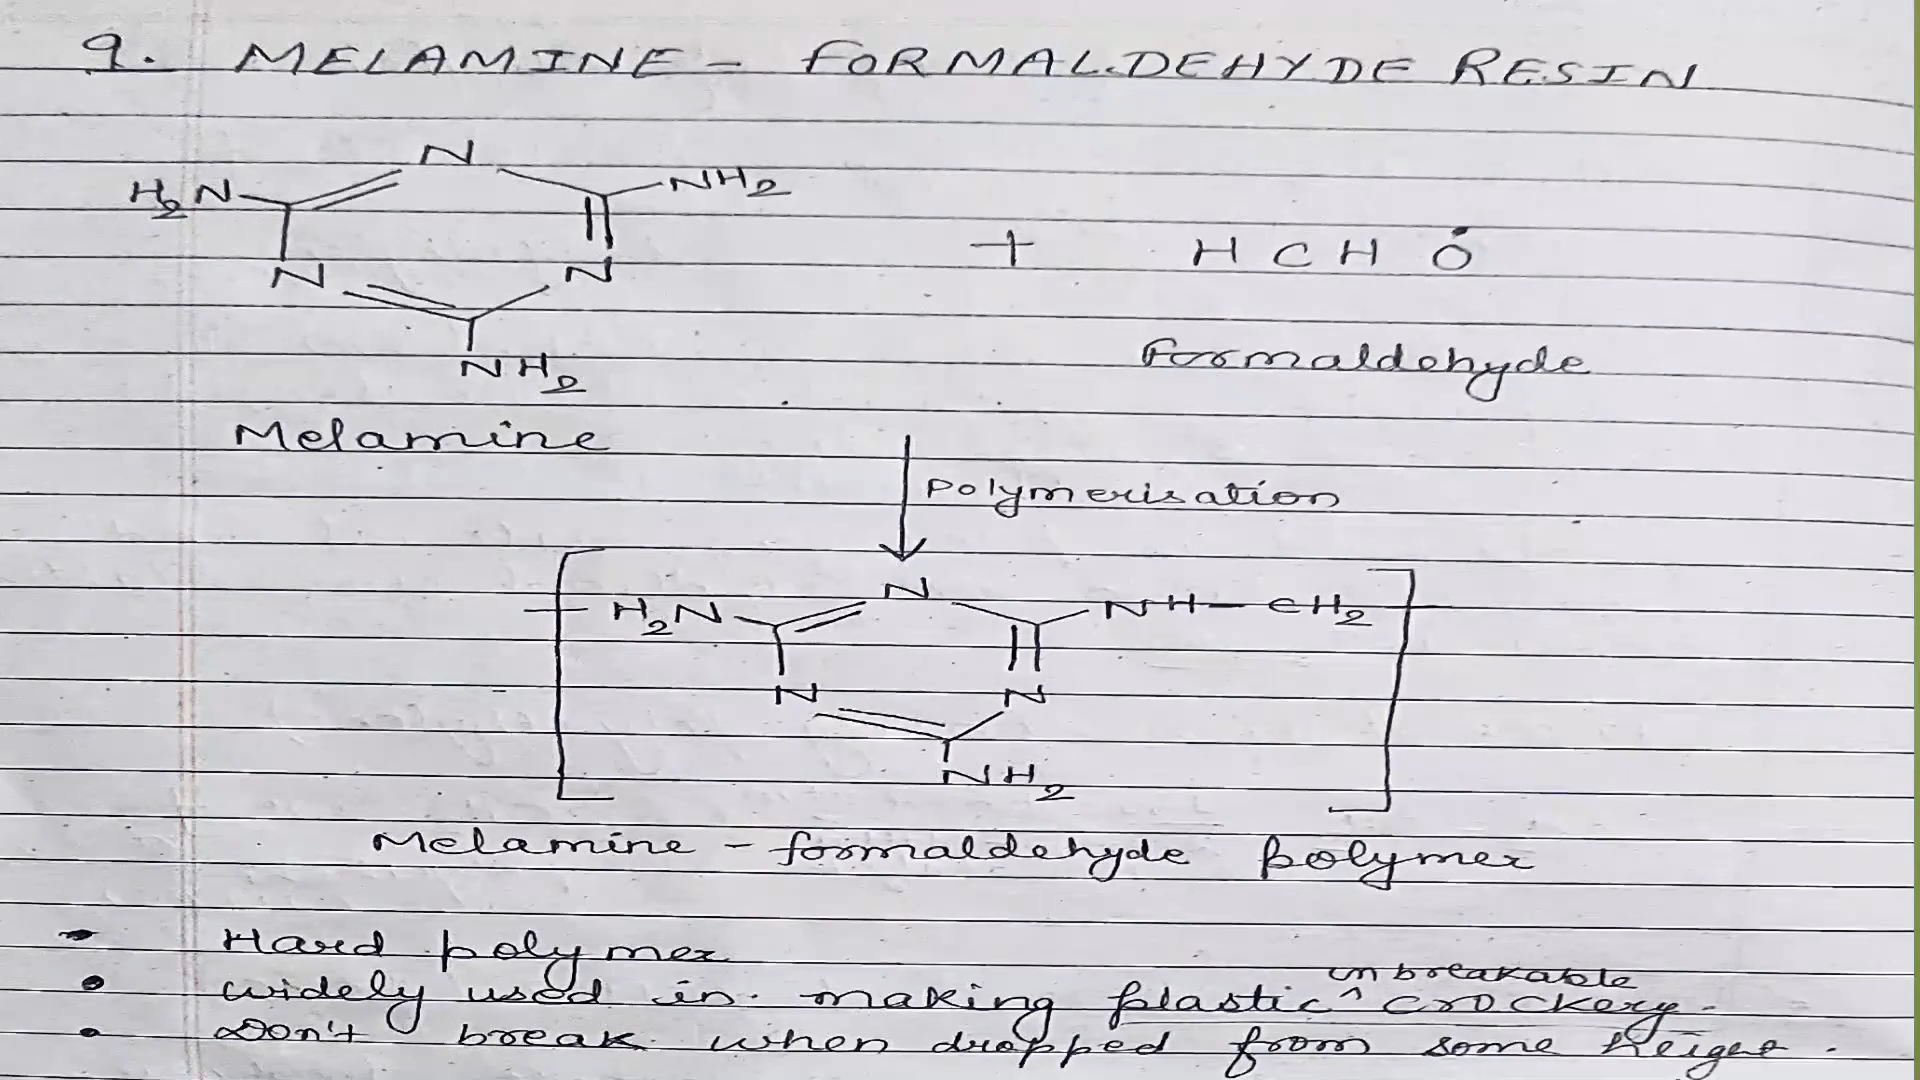 9. MELAMINE - FORMALDEHYDE RESIN
N
H2N NH2
+ HCHO
N N
NH2
Formaldehyde
Melamine
Polymerisation
N
H2N NH - CH2
N N
NH2
Melamine - formaldehyde polymer
- Hard polymer
• widely used in making plastic ^ unbreakable crockery.
• Don't break when dropped from some height.